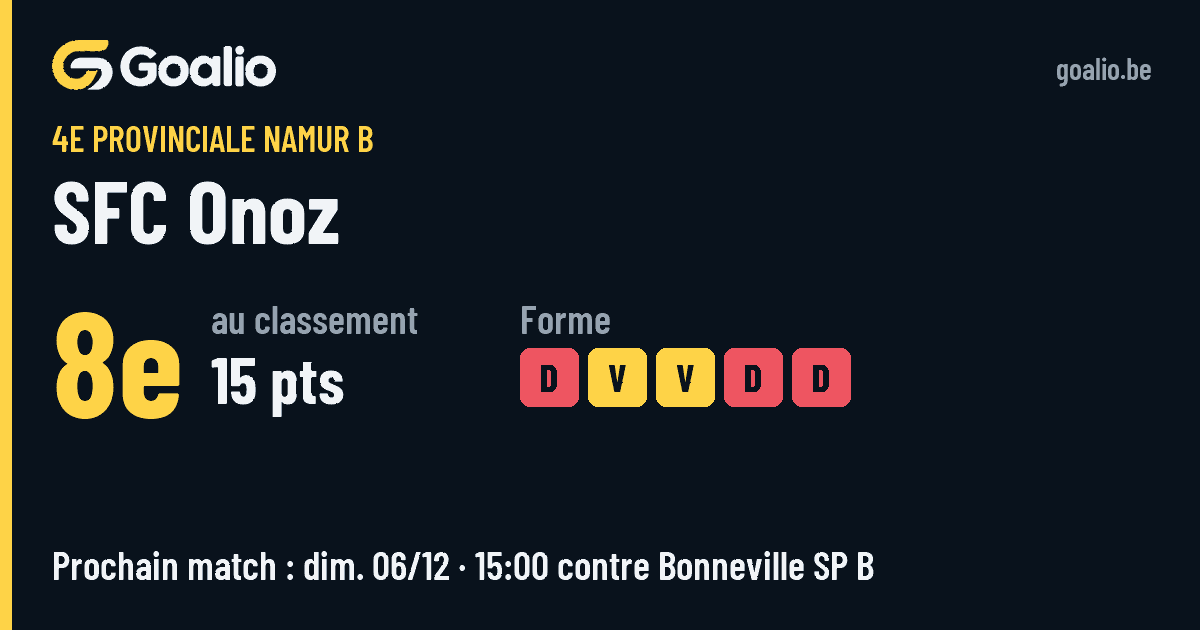 Goalio
goalio.be
4E PROVINCIALE NAMUR B
SFC Onoz
8e
au classement
15 pts
Forme
D V V D D
Prochain match : dim. 06/12 · 15:00 contre Bonneville SP B